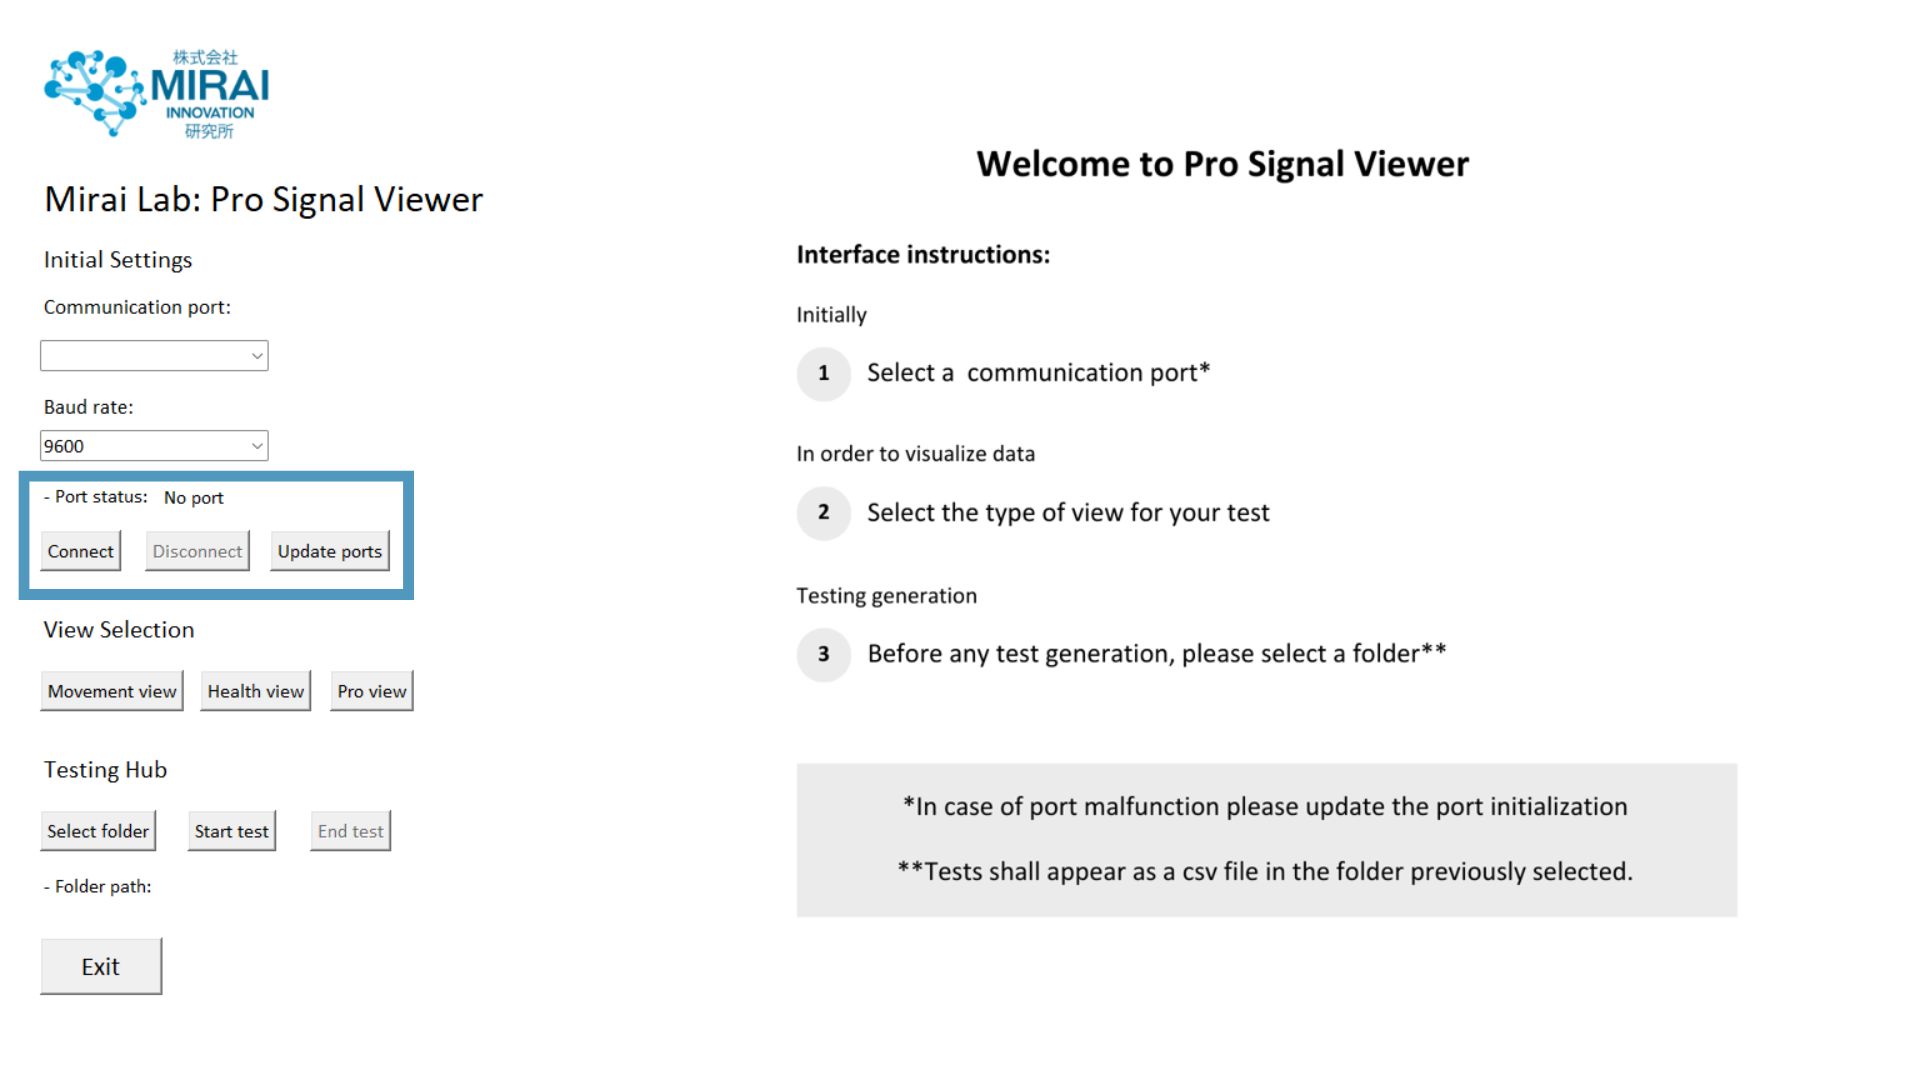 株式会社
MIRAI
INNOVATION
研究所
Mirai Lab: Pro Signal Viewer
Initial Settings
Communication port:
Baud rate:
9600
- Port status: No port
Connect Disconnect Update ports
View Selection
Movement view Health view Pro view
Testing Hub
Select folder Start test End test
- Folder path:
Exit
Welcome to Pro Signal Viewer
Interface instructions:
Initially
1 Select a communication port*
In order to visualize data
2 Select the type of view for your test
Testing generation
3 Before any test generation, please select a folder**
*In case of port malfunction please update the port initialization
**Tests shall appear as a csv file in the folder previously selected.